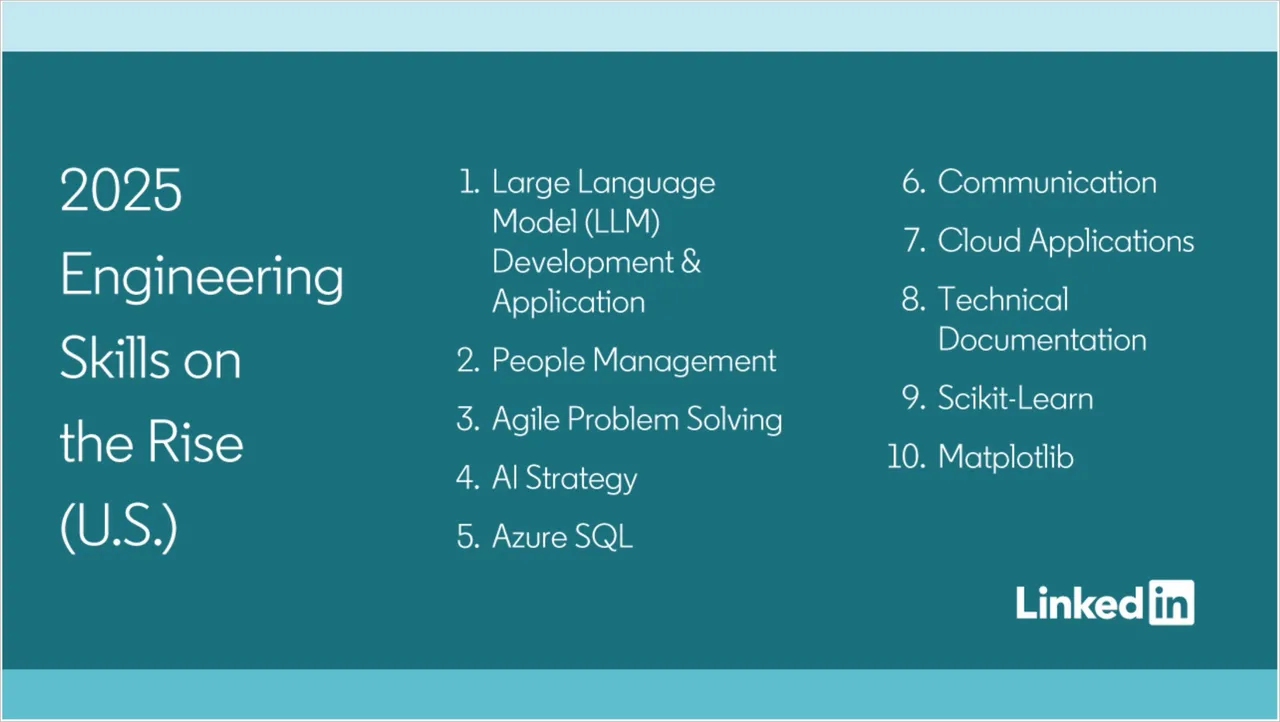 2025
Engineering
Skills on
the Rise
(U.S.)
1. Large Language
Model (LLM)
Development &
Application
2. People Management
3. Agile Problem Solving
4. AI Strategy
5. Azure SQL
6. Communication
7. Cloud Applications
8. Technical
Documentation
9. Scikit-Learn
10. Matplotlib
Linked in